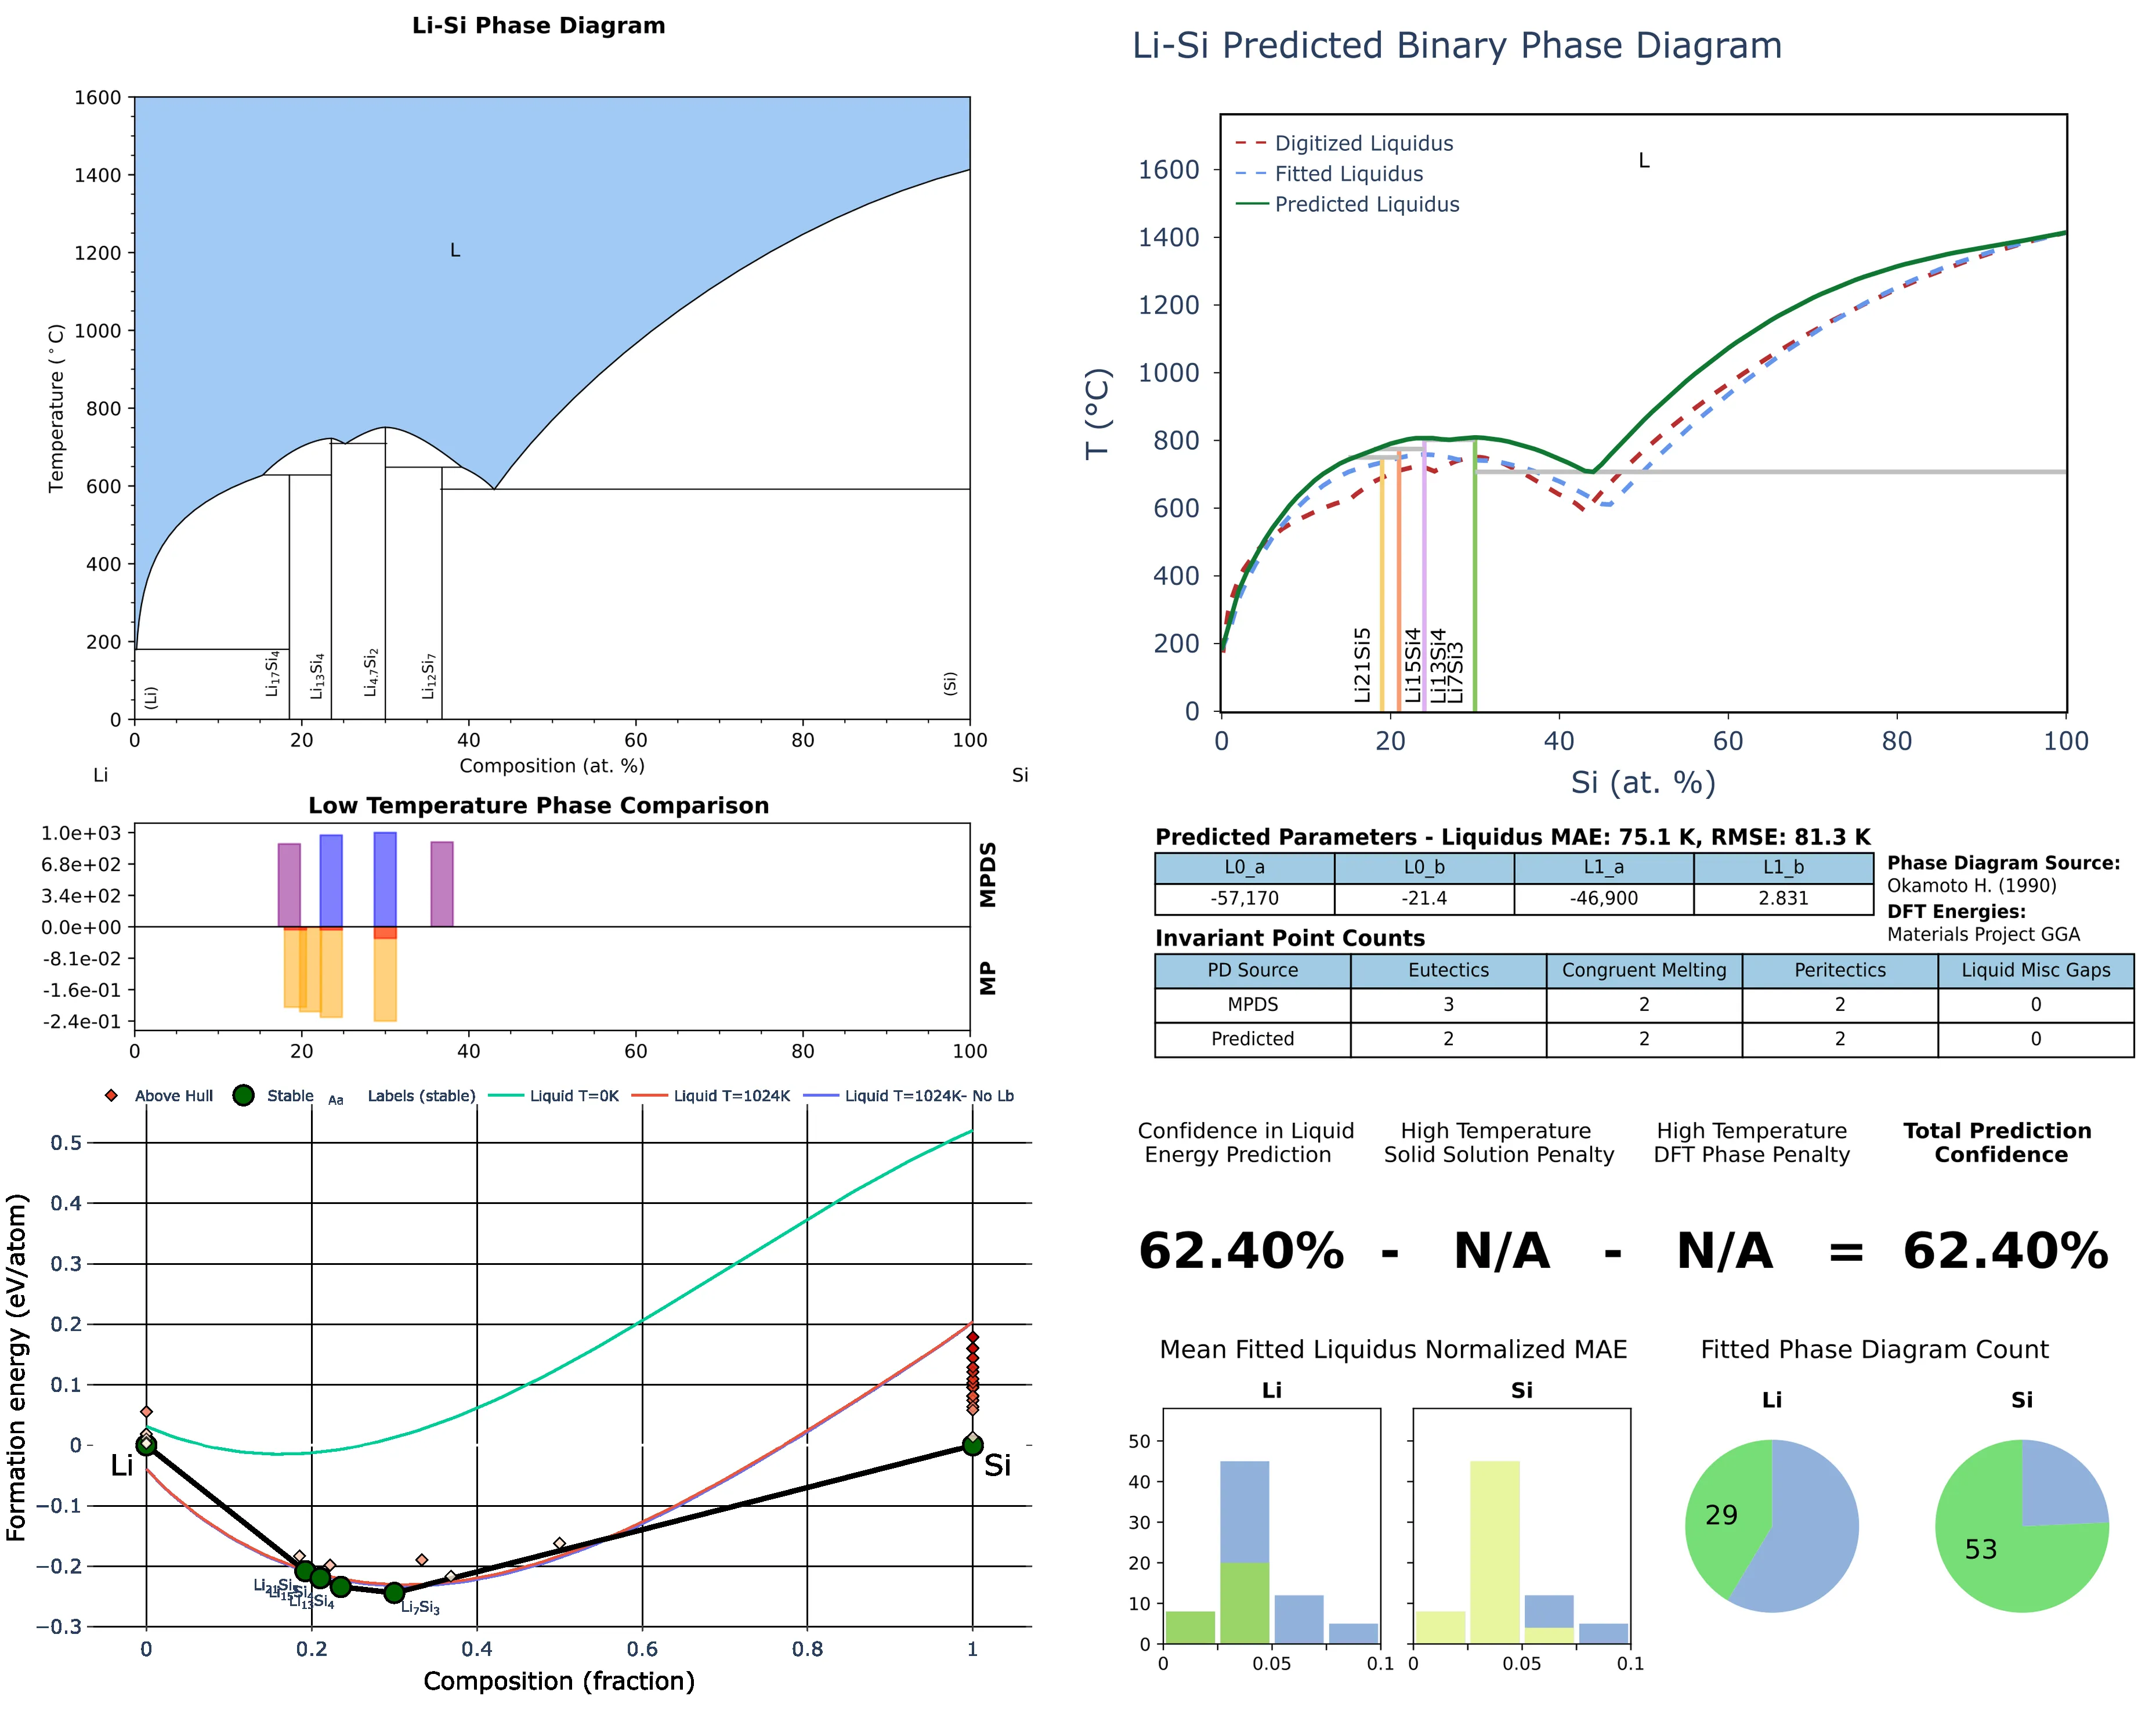 Li-Si Phase Diagram
1600
1400
1200
1000
800
600
400
200
0
Temperature (°C)
L
(Li)
Li17Si4
Li13Si4
Li4.7Si2
Li12Si7
(Si)
0 20 40 60 80 100
Composition (at. %)
Li Si
Low Temperature Phase Comparison
1.0e+03
6.8e+02
3.4e+02
0.0e+00
-8.1e-02
-1.6e-01
-2.4e-01
MPDS
MP
0 20 40 60 80 100
Above Hull Stable Aa Labels (stable) Liquid T=0K Liquid T=1024K Liquid T=1024K- No Lb
0.5
0.4
0.3
0.2
0.1
0
−0.1
−0.2
−0.3
Formation energy (eV/atom)
Li
Si
Li21Si5
Li15Si4
Li13Si4
Li7Si3
0 0.2 0.4 0.6 0.8 1
Composition (fraction)
Li-Si Predicted Binary Phase Diagram
Digitized Liquidus
Fitted Liquidus
Predicted Liquidus
L
1600
1400
1200
1000
800
600
400
200
0
T (°C)
Li21Si5
Li15Si4
Li13Si4
Li7Si3
0 20 40 60 80 100
Si (at. %)
Predicted Parameters - Liquidus MAE: 75.1 K, RMSE: 81.3 K
L0_a L0_b L1_a L1_b
-57,170 -21.4 -46,900 2.831
Phase Diagram Source:
Okamoto H. (1990)
DFT Energies:
Materials Project GGA
Invariant Point Counts
PD Source Eutectics Congruent Melting Peritectics Liquid Misc Gaps
MPDS 3 2 2 0
Predicted 2 2 2 0
Confidence in Liquid
Energy Prediction
High Temperature
Solid Solution Penalty
High Temperature
DFT Phase Penalty
Total Prediction
Confidence
62.40% - N/A - N/A = 62.40%
Mean Fitted Liquidus Normalized MAE
Li
Si
50
40
30
20
10
0
0 0.05 0.1
0 0.05 0.1
Fitted Phase Diagram Count
Li
Si
29
53